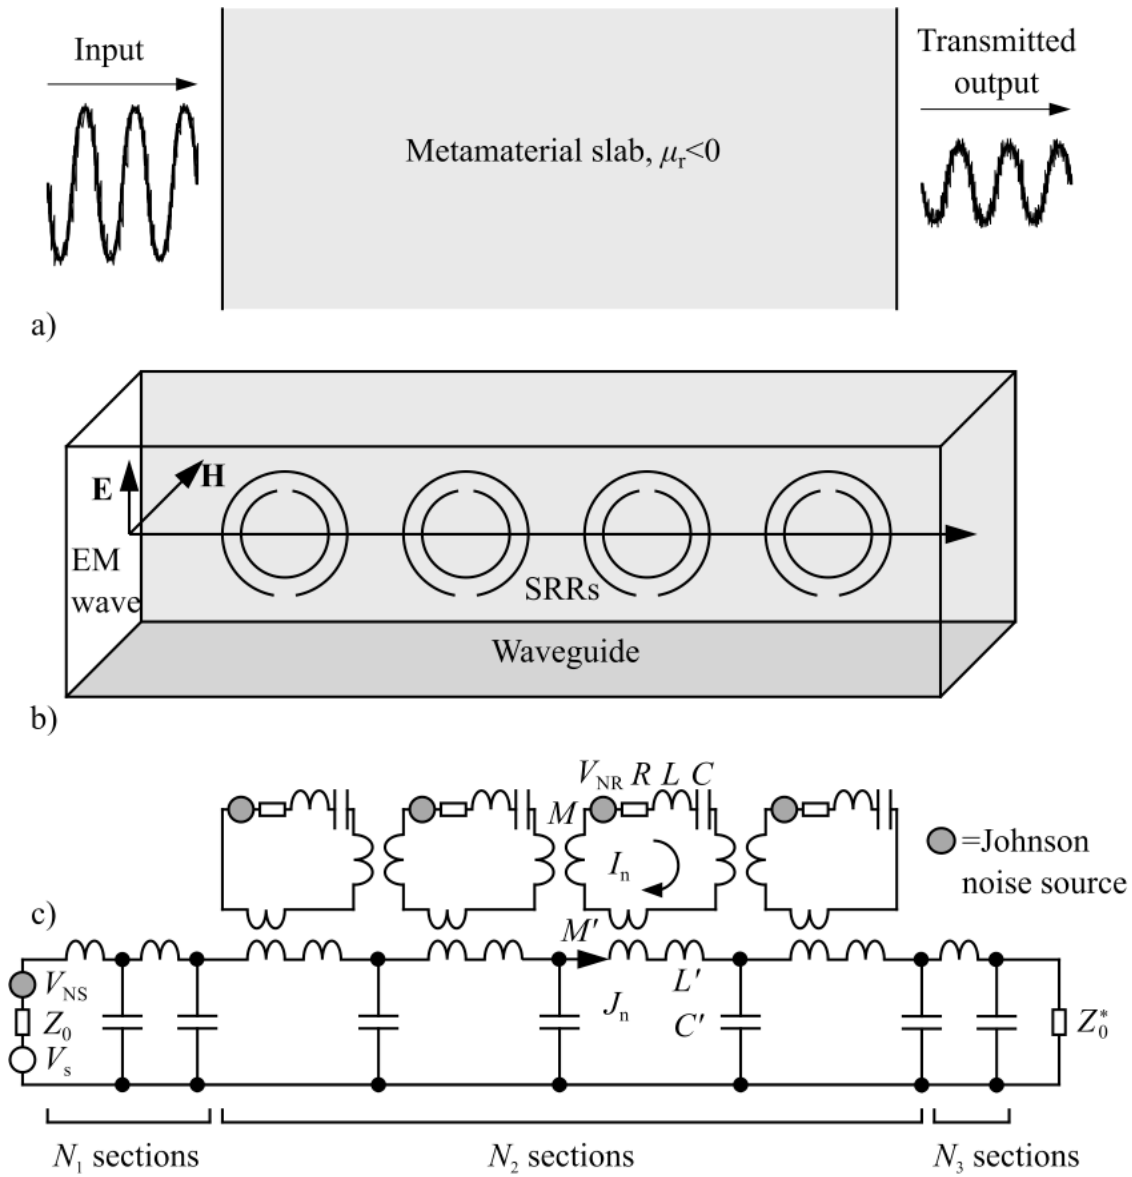 Input
Transmitted
output
Metamaterial slab, μr<0
a)
E
H
EM
wave
SRRs
Waveguide
b)
VNR R L C
M
In
=Johnson
noise source
c)
M′
VNS
L′
Jn
Z0
C′
Z0*
Vs
N1 sections
N2 sections
N3 sections